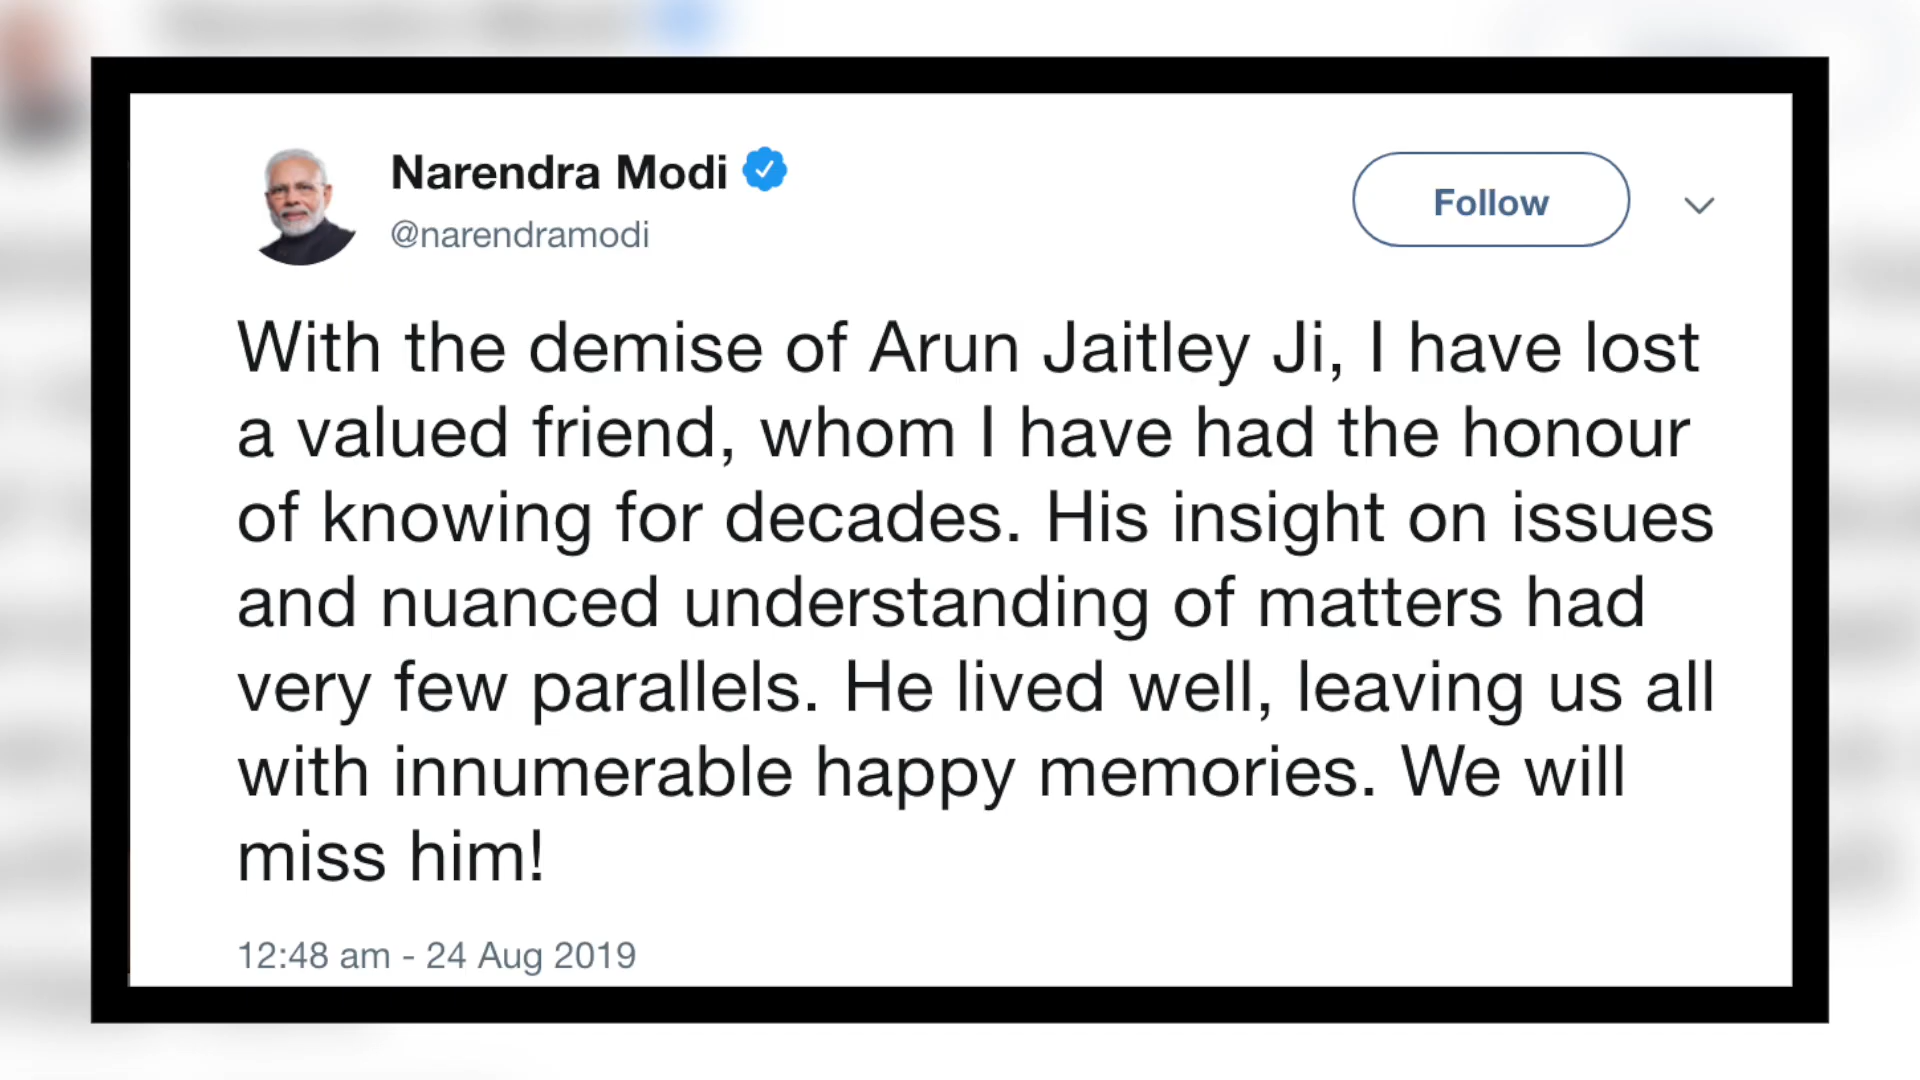 Narendra Modi
@narendramodi
Follow
With the demise of Arun Jaitley Ji, I have lost
a valued friend, whom I have had the honour
of knowing for decades. His insight on issues
and nuanced understanding of matters had
very few parallels. He lived well, leaving us all
with innumerable happy memories. We will
miss him!
12:48 am - 24 Aug 2019